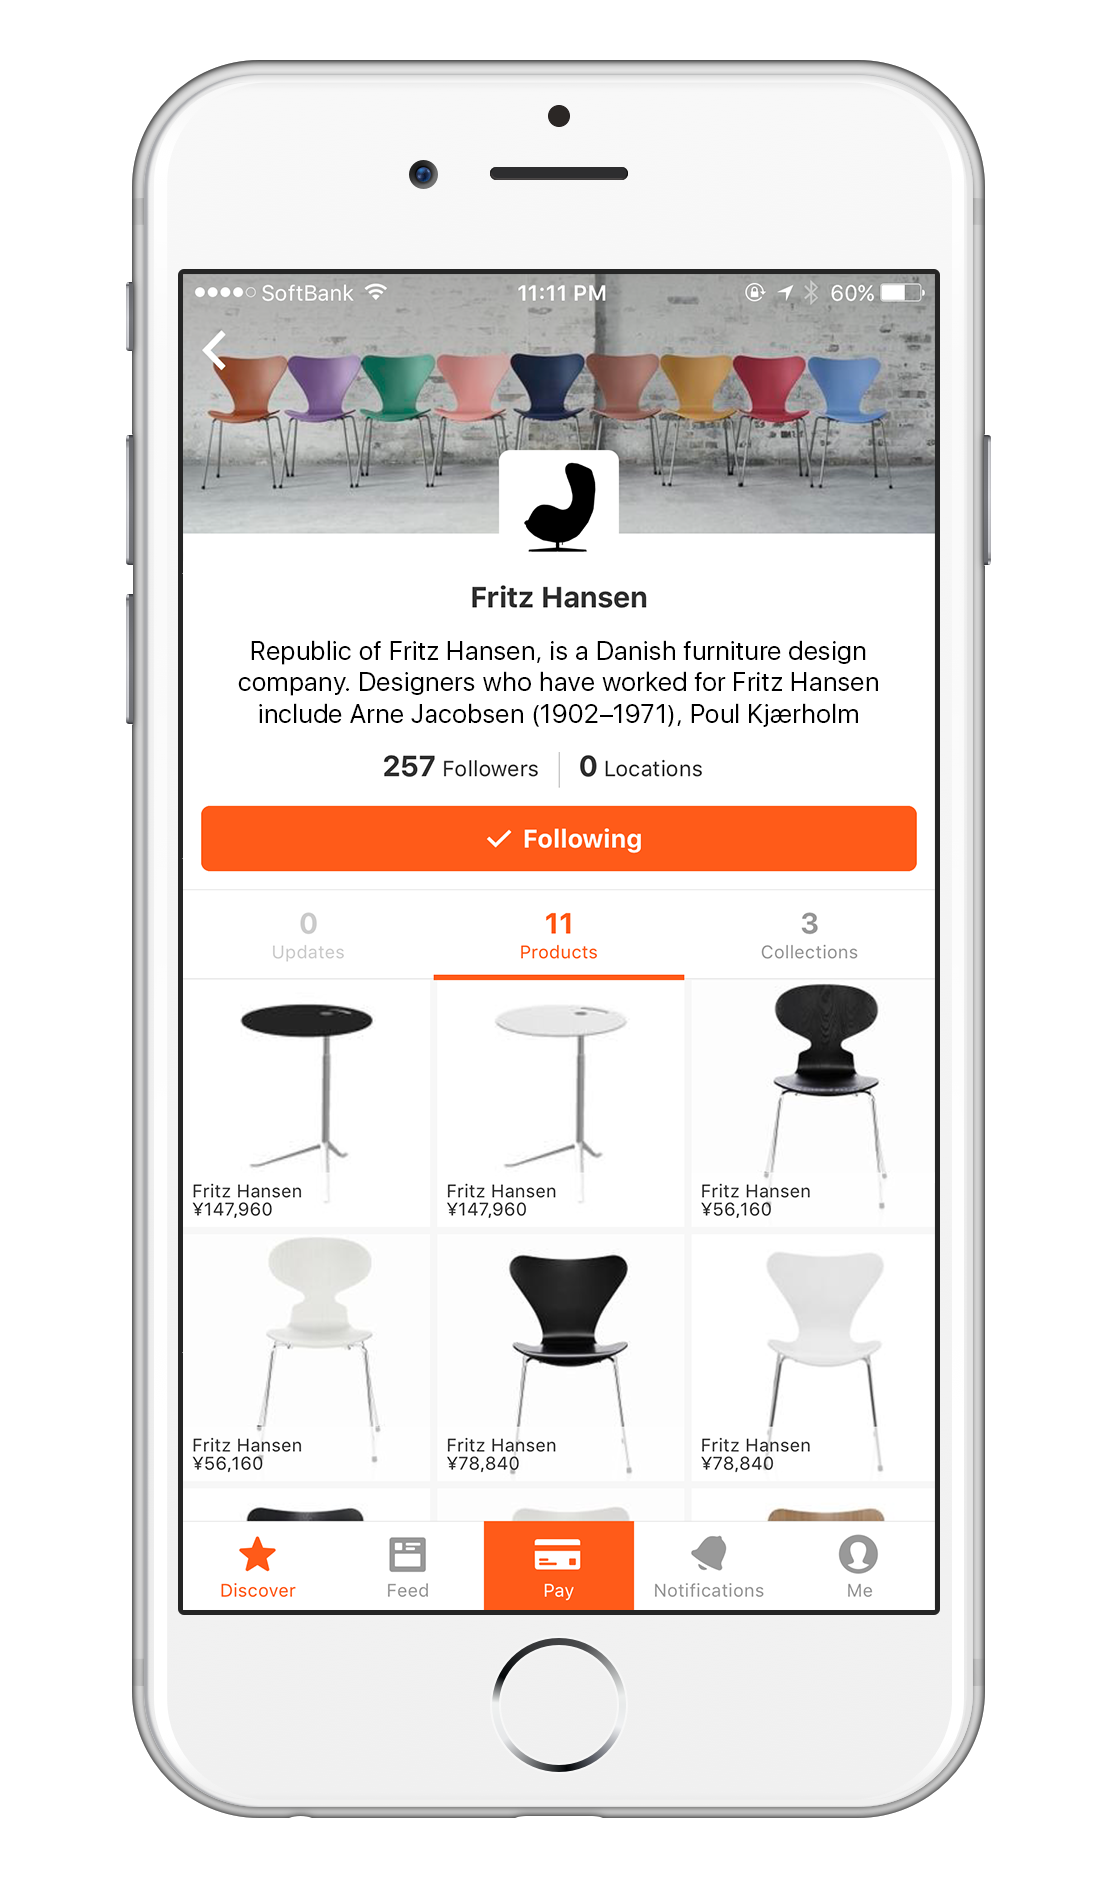 SoftBank 11:11 PM 60%
Fritz Hansen
Republic of Fritz Hansen, is a Danish furniture design
company. Designers who have worked for Fritz Hansen
include Arne Jacobsen (1902–1971), Poul Kjærholm
257 Followers 0 Locations
Following
0 11 3
Updates Products Collections
Fritz Hansen Fritz Hansen Fritz Hansen
¥147,960 ¥147,960 ¥56,160
Fritz Hansen Fritz Hansen Fritz Hansen
¥56,160 ¥78,840 ¥78,840
Discover Feed Pay Notifications Me